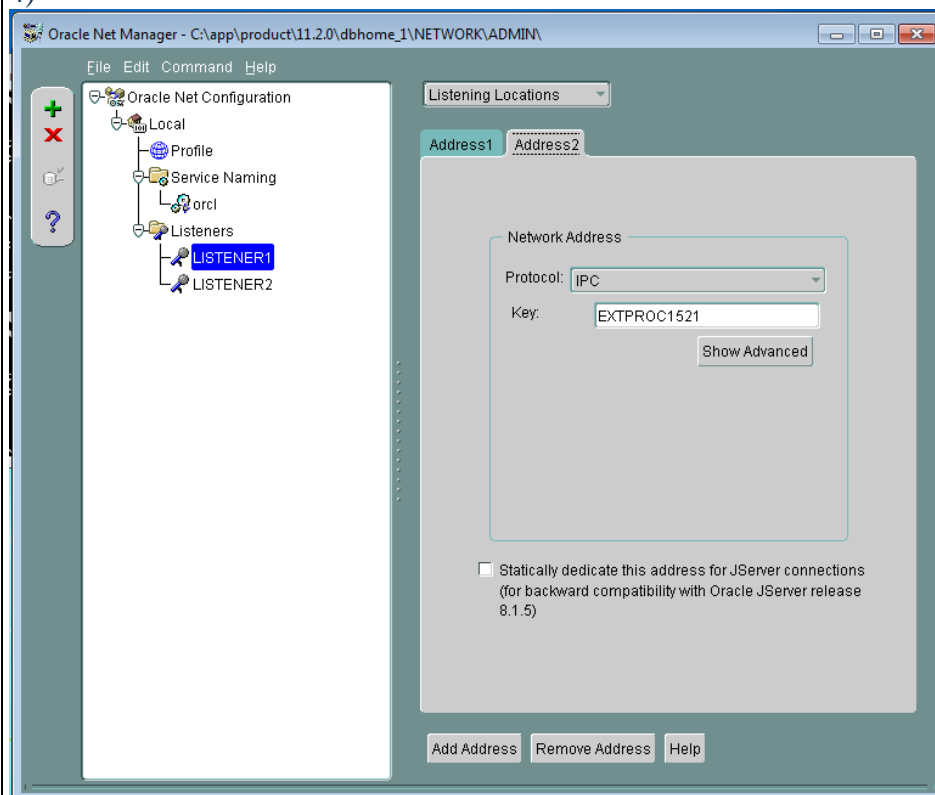 Oracle Net Manager - C:\app\product\11.2.0\dbhome_1\NETWORK\ADMIN\
File Edit Command Help
Oracle Net Configuration
Local
Profile
Service Naming
orcl
Listeners
LISTENER1
LISTENER2
Listening Locations
Address1 Address2
Network Address
Protocol: IPC
Key: EXTPROC1521
Show Advanced
Statically dedicate this address for JServer connections
(for backward compatibility with Oracle JServer release
8.1.5)
Add Address Remove Address Help